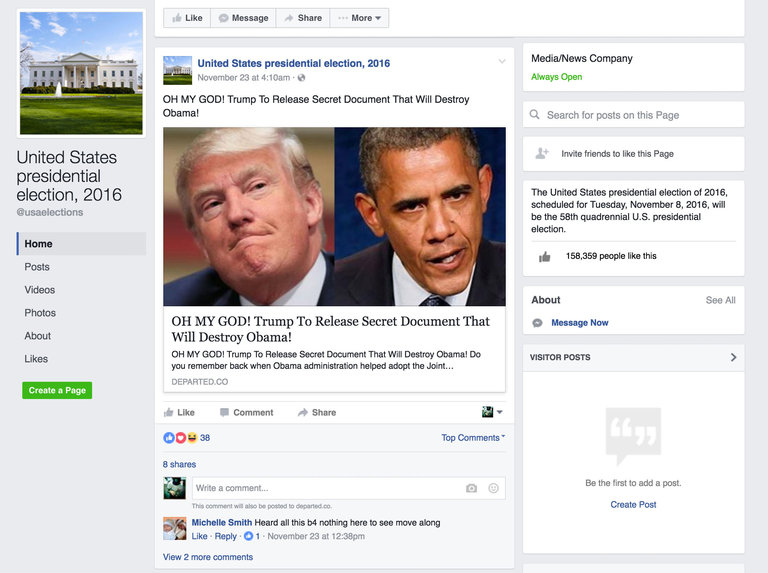 Like
Message
Share
More
United States
presidential
election, 2016
@usaelections
Home
Posts
Videos
Photos
About
Likes
Create a Page
United States presidential election, 2016
November 23 at 4:10am ·
OH MY GOD! Trump To Release Secret Document That Will Destroy
Obama!
OH MY GOD! Trump To Release Secret Document That
Will Destroy Obama!
OH MY GOD! Trump To Release Secret Document That Will Destroy Obama! Do
you remember back when Obama administration helped adopt the Joint…
DEPARTED.CO
Like
Comment
Share
38
Top Comments
8 shares
Write a comment...
This comment will also be posted to departed.co.
Michelle Smith Heard all this b4 nothing here to see move along
Like · Reply · 1 · November 23 at 12:38pm
View 2 more comments
Media/News Company
Always Open
Search for posts on this Page
Invite friends to like this Page
The United States presidential election of 2016,
scheduled for Tuesday, November 8, 2016, will
be the 58th quadrennial U.S. presidential
election.
158,359 people like this
About
See All
Message Now
VISITOR POSTS
Be the first to add a post.
Create Post